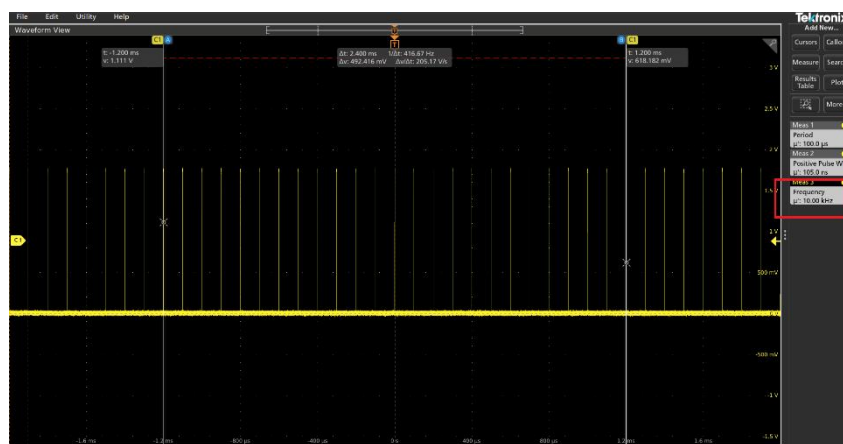 File Edit Utility Help
Tektronix
Waveform View
Add New...
C1 A
B C1
T
t: -1.200 ms
v: 1.111 V
Δt: 2.400 ms 1/Δt: 416.67 Hz
Δv: 492.416 mV Δv/Δt: 205.17 V/s
t: 1.200 ms
v: 618.182 mV
Cursors
Measure
Results
Table
More
Meas 1
Period
µ': 100.0 µs
Meas 2
Positive Pulse W
µ': 105.0 ns
Meas 3
Frequency
µ': 10.00 kHz
3 V
2.5 V
2 V
1.5 V
1 V
C1
500 mV
-500 mV
-1 V
-1.5 V
-1.6 ms
-1.2 ms
-800 µs
-400 µs
0 s
400 µs
800 µs
1.2 ms
1.6 ms